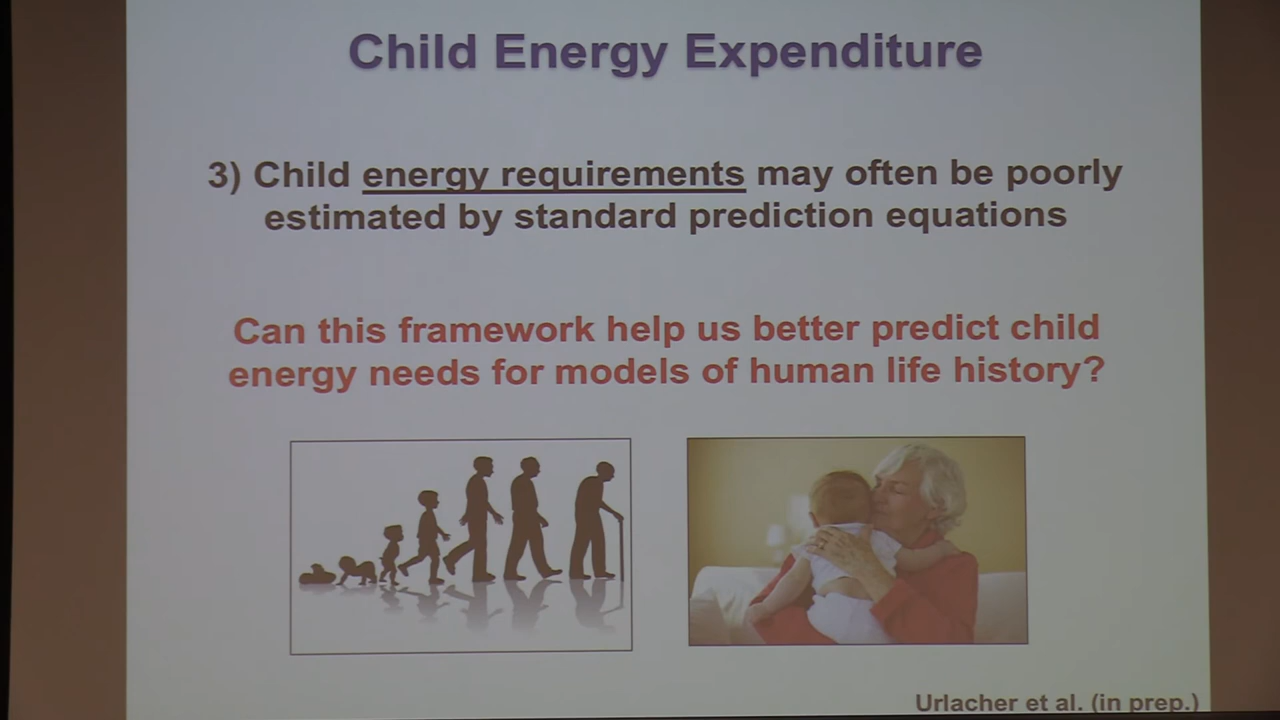 Child Energy Expenditure
3) Child energy requirements may often be poorly
estimated by standard prediction equations
Can this framework help us better predict child
energy needs for models of human life history?
Urlacher et al. (in prep.)